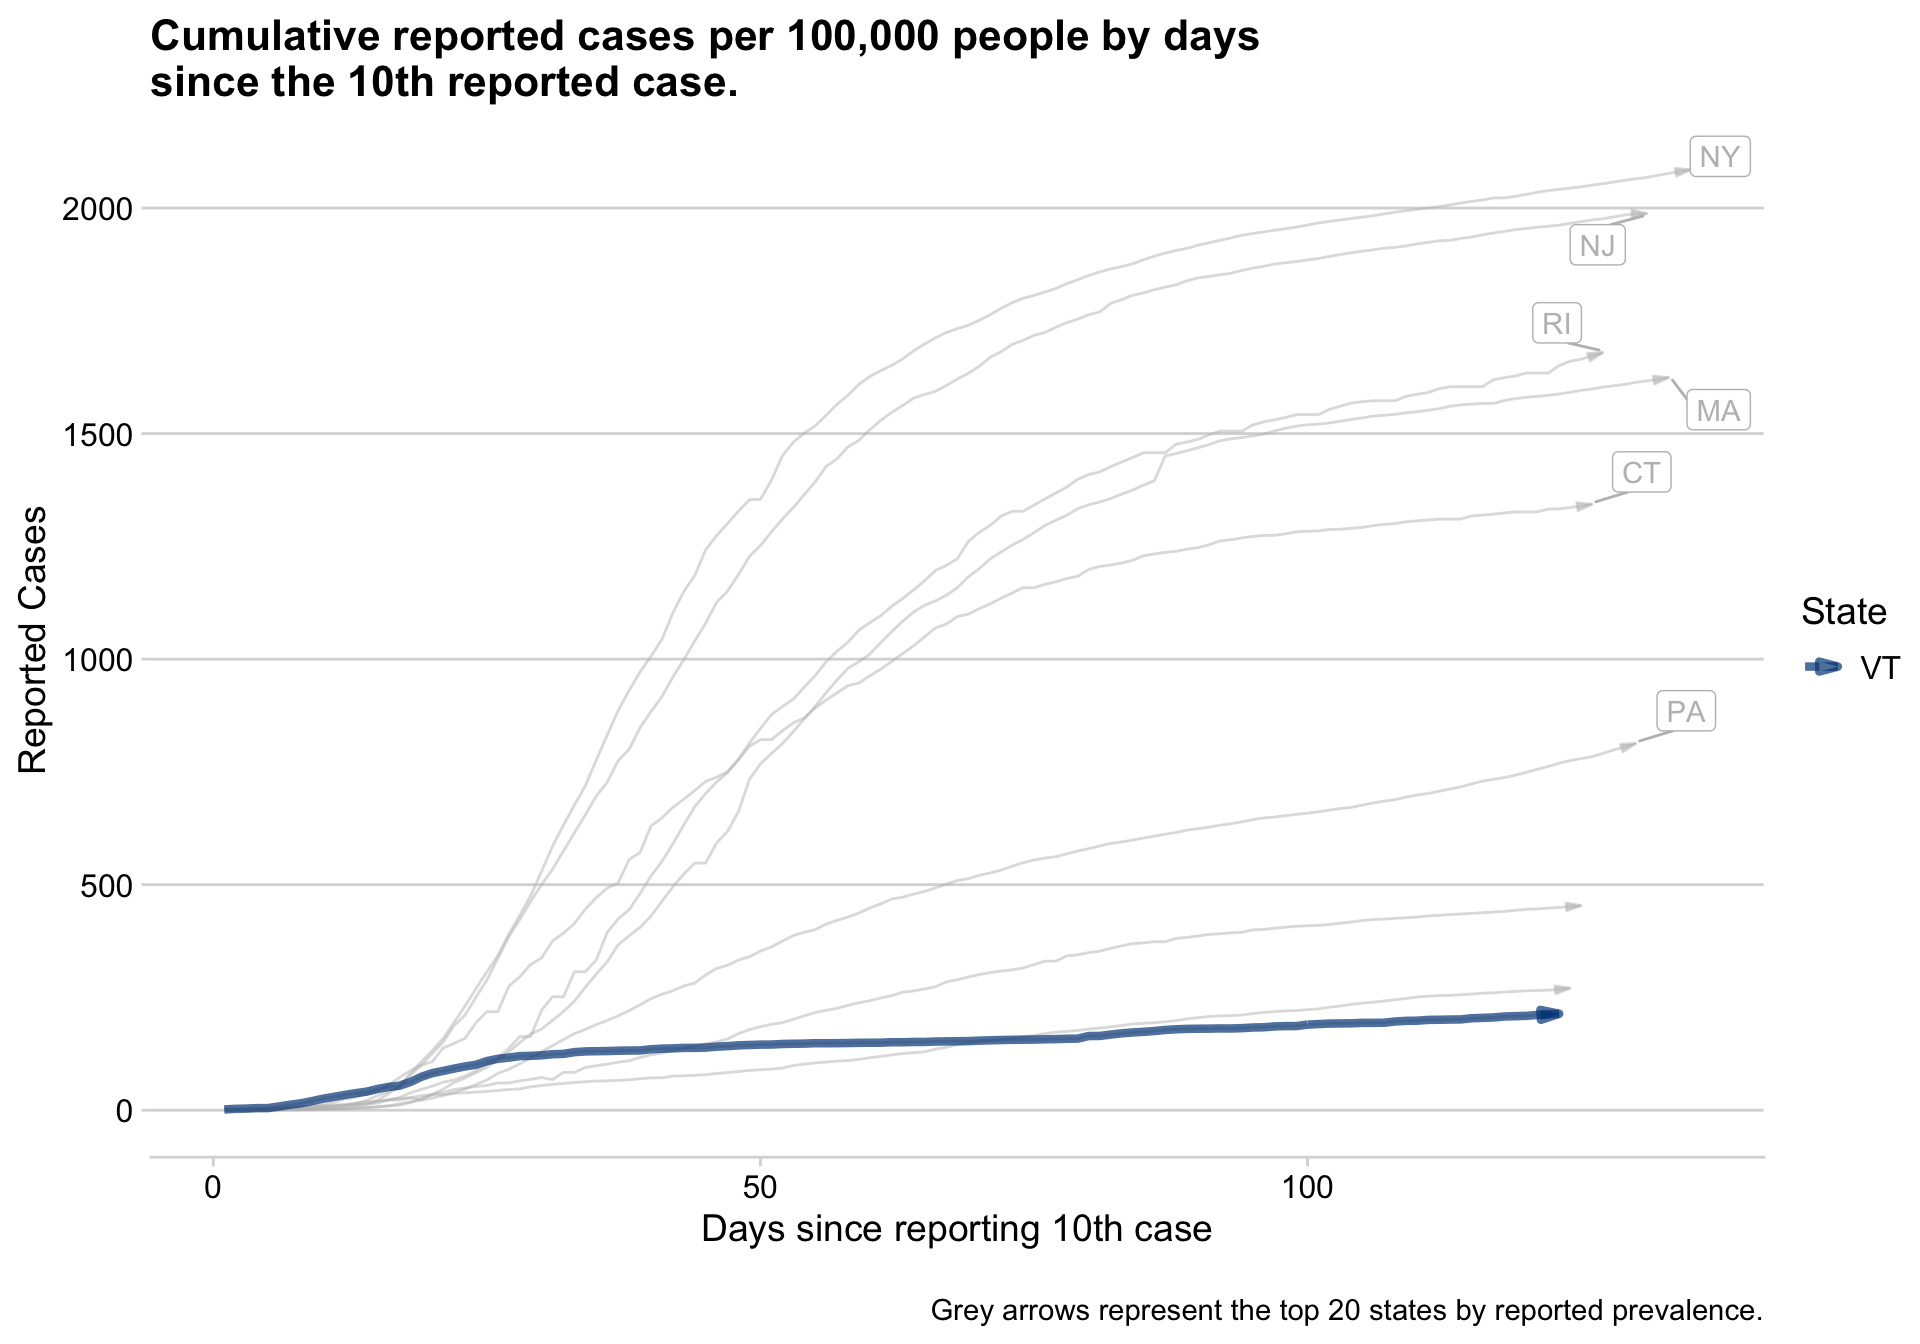 Cumulative reported cases per 100,000 people by days
since the 10th reported case.
NY
2000
NJ
RI
MA
1500
CT
Reported Cases
State
1000
VT
PA
500
0
0 50 100
Days since reporting 10th case
Grey arrows represent the top 20 states by reported prevalence.